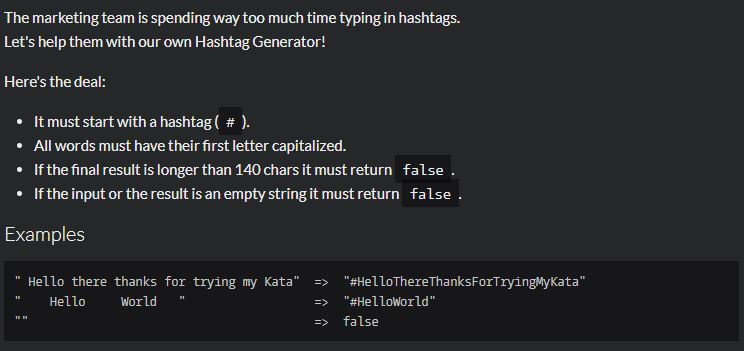 The marketing team is spending way too much time typing in hashtags.
Let's help them with our own Hashtag Generator!
Here's the deal:
• It must start with a hashtag ( # ).
• All words must have their first letter capitalized.
• If the final result is longer than 140 chars it must return false .
• If the input or the result is an empty string it must return false .
Examples
" Hello there thanks for trying my Kata"  =>  "#HelloThereThanksForTryingMyKata"
"    Hello     World   "                  =>  "#HelloWorld"
""                                        =>  false